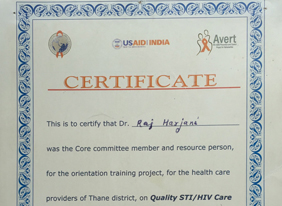 USAID INDIA
Avert
CERTIFICATE
This is to certify that Dr. Raj Harjani
was the Core committee member and resource person,
for the orientation training project, for the health care
providers of Thane district, on Quality STI/HIV Care